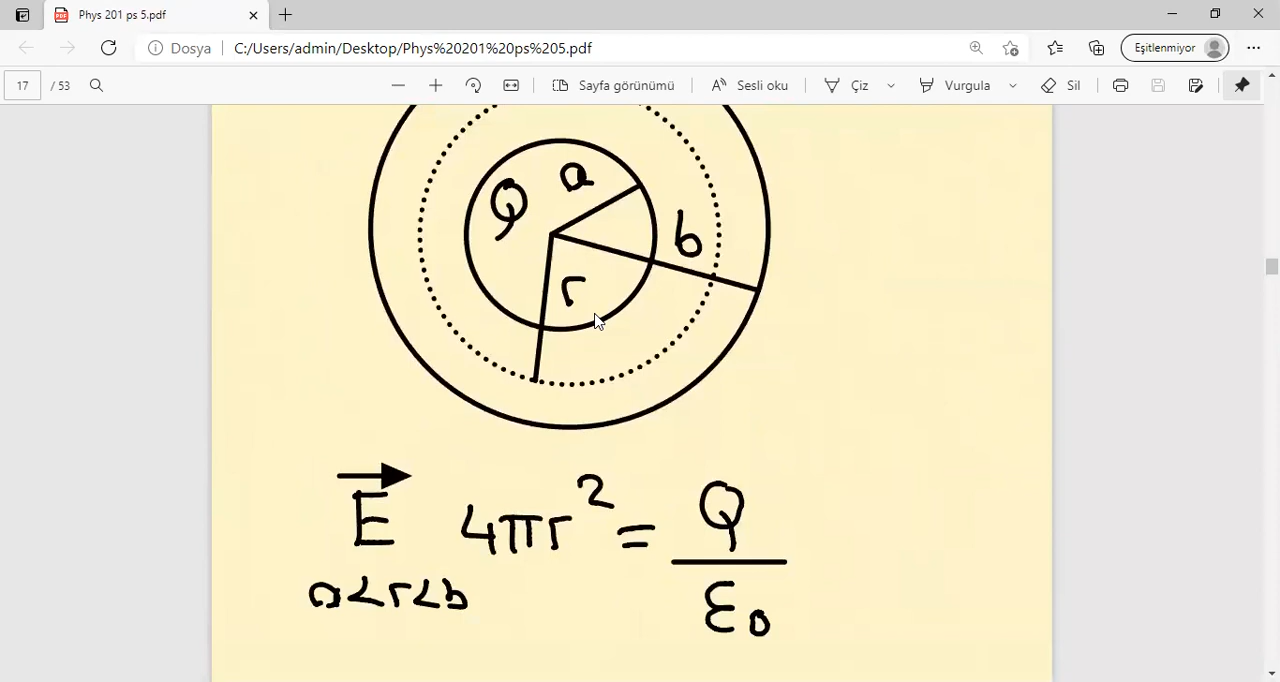 Phys 201 ps 5.pdf
Dosya C:/Users/admin/Desktop/Phys%20201%20ps%205.pdf Eşitlenmiyor
17 / 53 Sayfa görünümü Sesli oku Çiz Vurgula Sil
a
Q
b
r
E⃗ 4πr² = Q / ε₀
a<r<b